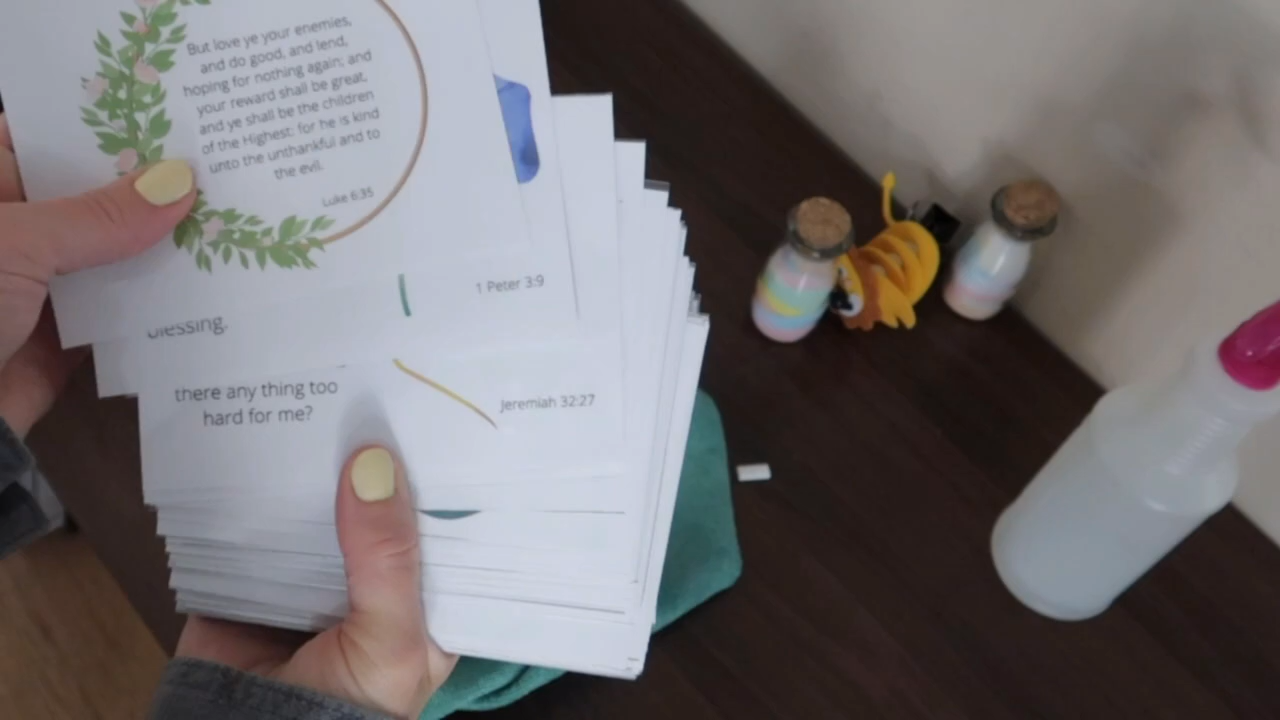 But love ye your enemies,
and do good, and lend,
hoping for nothing again; and
your reward shall be great,
and ye shall be the children
of the Highest: for he is kind
unto the unthankful and to
the evil.
Luke 6:35
1 Peter 3:9
blessing.
there any thing too
hard for me?
Jeremiah 32:27